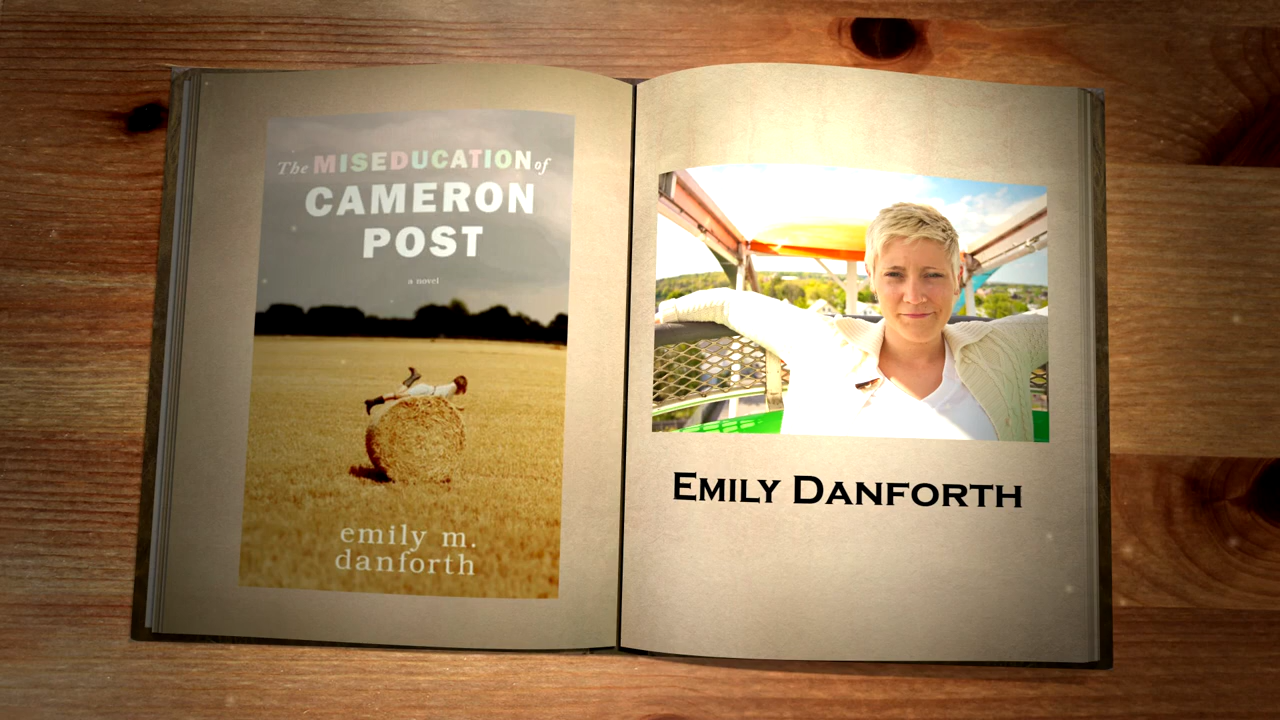 The MISEDUCATION of
CAMERON
POST
a novel
emily m.
danforth
EMILY DANFORTH